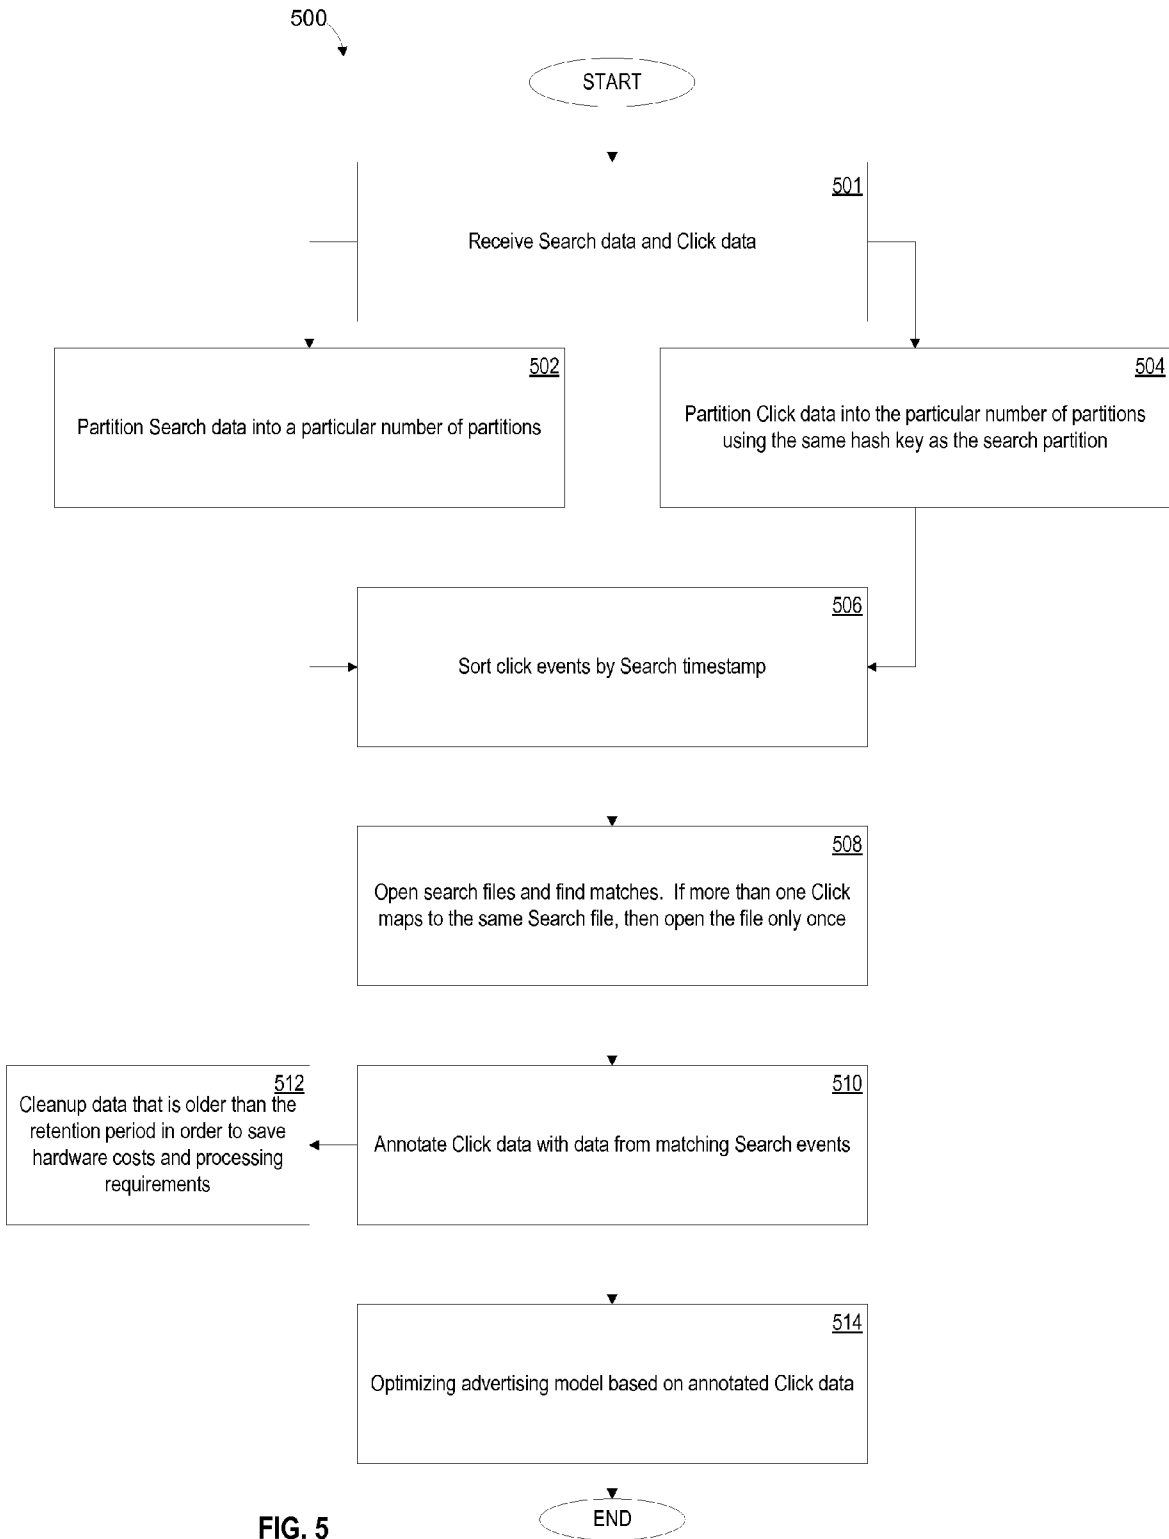 500
START
501
Receive Search data and Click data
502
Partition Search data into a particular number of partitions
504
Partition Click data into the particular number of partitions
using the same hash key as the search partition
506
Sort click events by Search timestamp
508
Open search files and find matches. If more than one Click
maps to the same Search file, then open the file only once
512
Cleanup data that is older than the
retention period in order to save
hardware costs and processing
requirements
510
Annotate Click data with data from matching Search events
514
Optimizing advertising model based on annotated Click data
END
FIG. 5